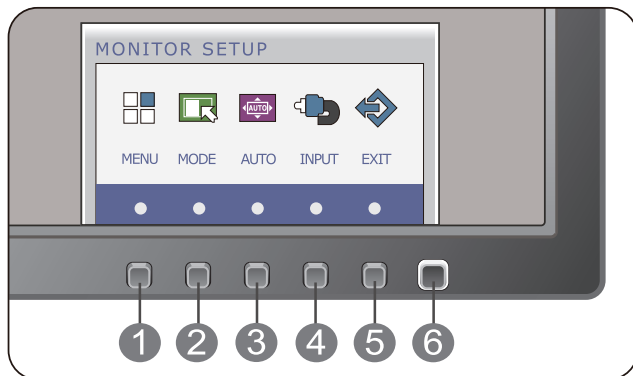 MONITOR SETUP
AUTO
MENU MODE AUTO INPUT EXIT
1 2 3 4 5 6